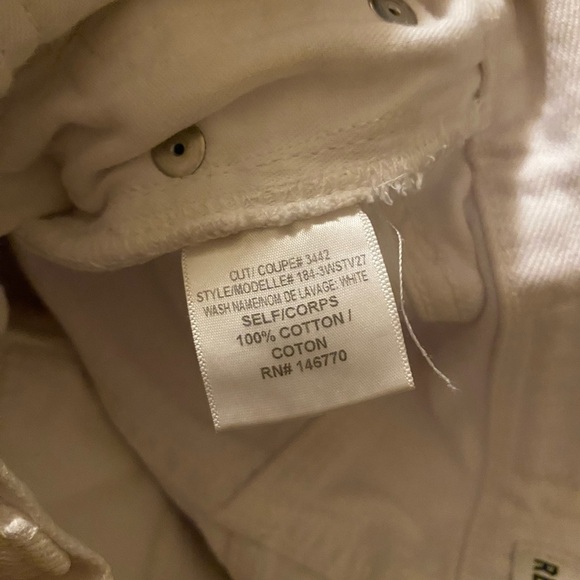 CUT/ COUPE# 3442
STYLE/MODELLE# 184-3WSTV27
WASH NAME/NOM DE LAVAGE: WHITE
SELF/CORPS
100% COTTON /
COTON
RN# 146770